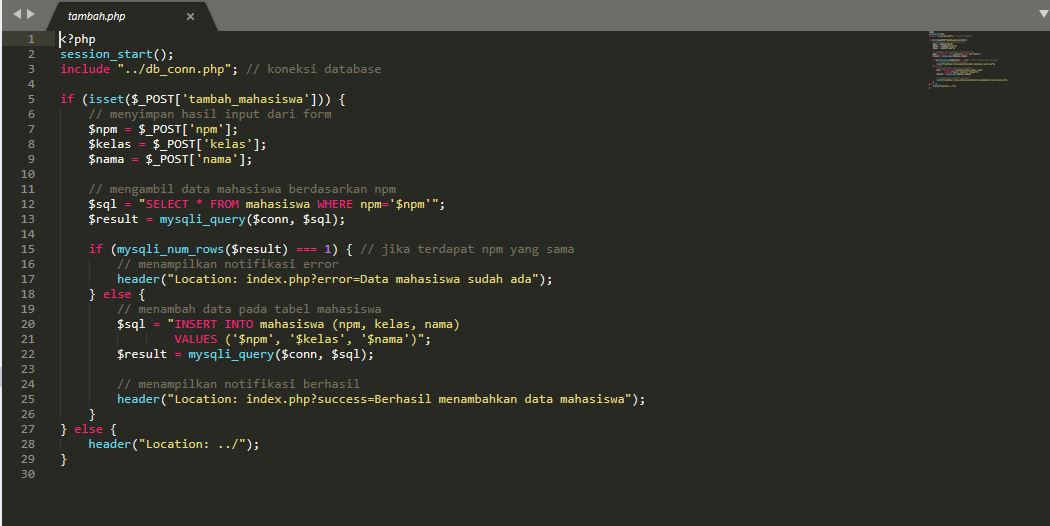 tambah.php ×
1 <?php
2 session_start();
3 include "../db_conn.php"; // koneksi database
4
5 if (isset($_POST['tambah_mahasiswa'])) {
6     // menyimpan hasil input dari form
7     $npm = $_POST['npm'];
8     $kelas = $_POST['kelas'];
9     $nama = $_POST['nama'];
10
11     // mengambil data mahasiswa berdasarkan npm
12     $sql = "SELECT * FROM mahasiswa WHERE npm='$npm'";
13     $result = mysqli_query($conn, $sql);
14
15     if (mysqli_num_rows($result) === 1) { // jika terdapat npm yang sama
16         // menampilkan notifikasi error
17         header("Location: index.php?error=Data mahasiswa sudah ada");
18     } else {
19         // menambah data pada tabel mahasiswa
20         $sql = "INSERT INTO mahasiswa (npm, kelas, nama)
21                 VALUES ('$npm', '$kelas', '$nama')";
22         $result = mysqli_query($conn, $sql);
23
24         // menampilkan notifikasi berhasil
25         header("Location: index.php?success=Berhasil menambahkan data mahasiswa");
26     }
27 } else {
28     header("Location: ../");
29 }
30